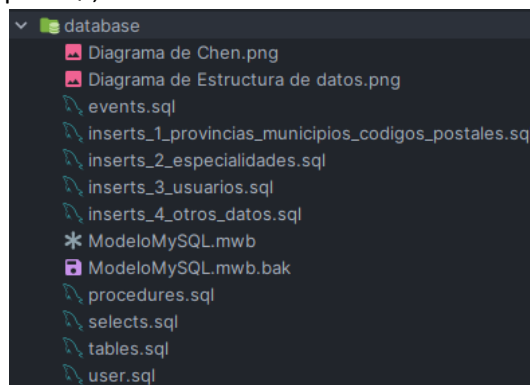 database
Diagrama de Chen.png
Diagrama de Estructura de datos.png
events.sql
inserts_1_provincias_municipios_codigos_postales.sq
inserts_2_especialidades.sql
inserts_3_usuarios.sql
inserts_4_otros_datos.sql
ModeloMySQL.mwb
ModeloMySQL.mwb.bak
procedures.sql
selects.sql
tables.sql
user.sql